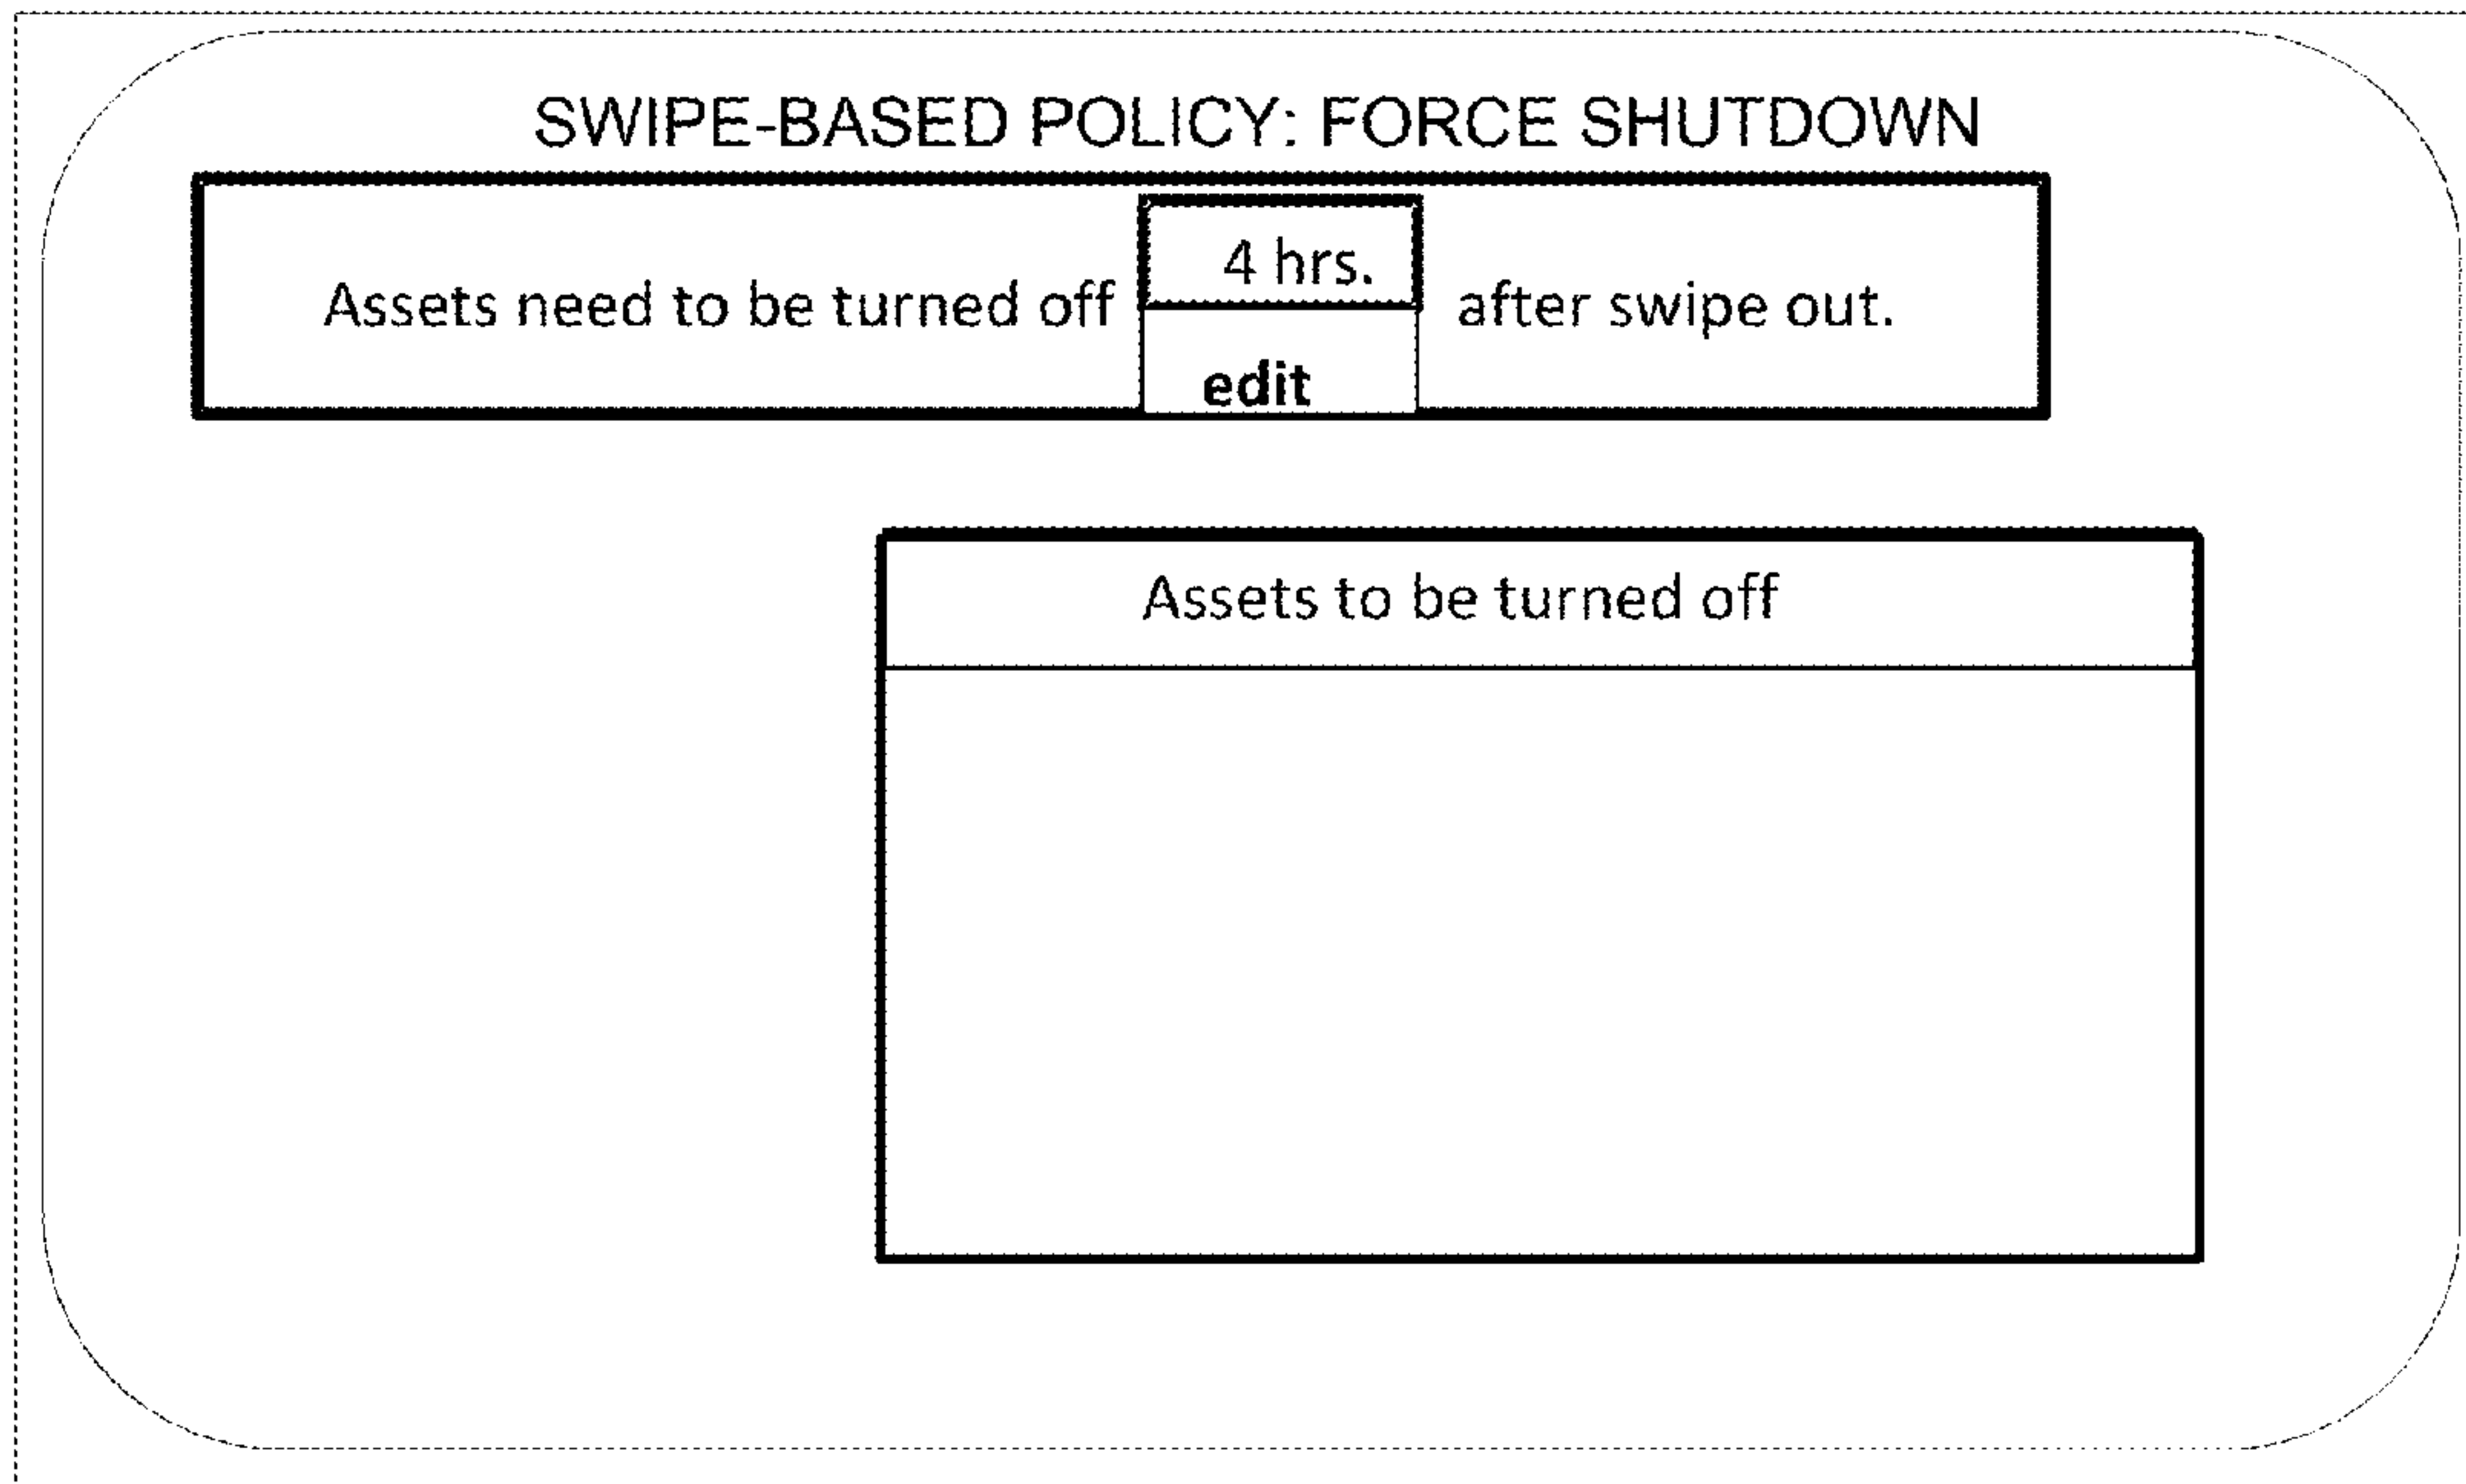 SWIPE-BASED POLICY: FORCE SHUTDOWN
Assets need to be turned off 4 hrs. after swipe out.
edit
Assets to be turned off